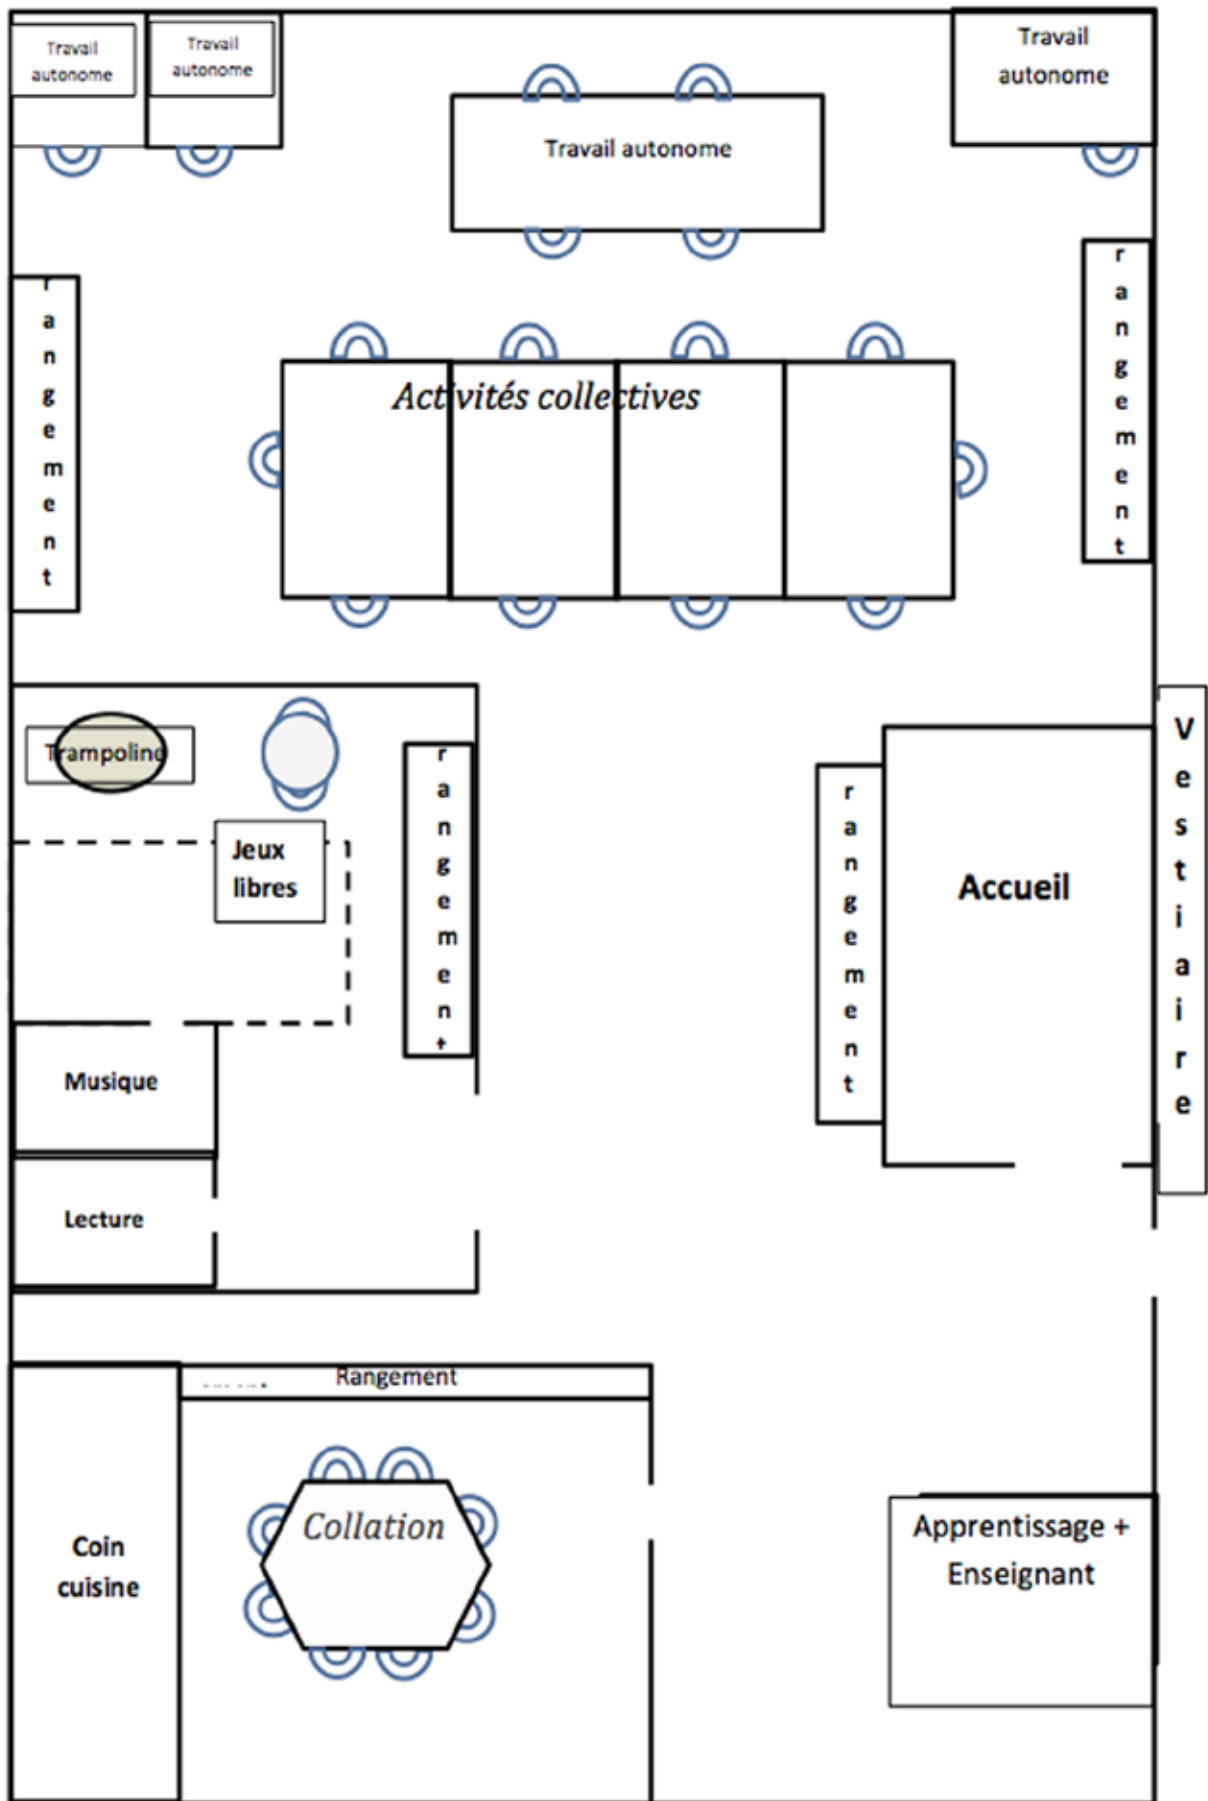 Travail
autonome
Travail
autonome
Travail
autonome
Travail autonome
rangement
rangement
Activités collectives
Trampoline
rangement
Jeux
libres
rangement
Accueil
Vestiaire
Musique
Lecture
Rangement
Collation
Coin
cuisine
Apprentissage +
Enseignant